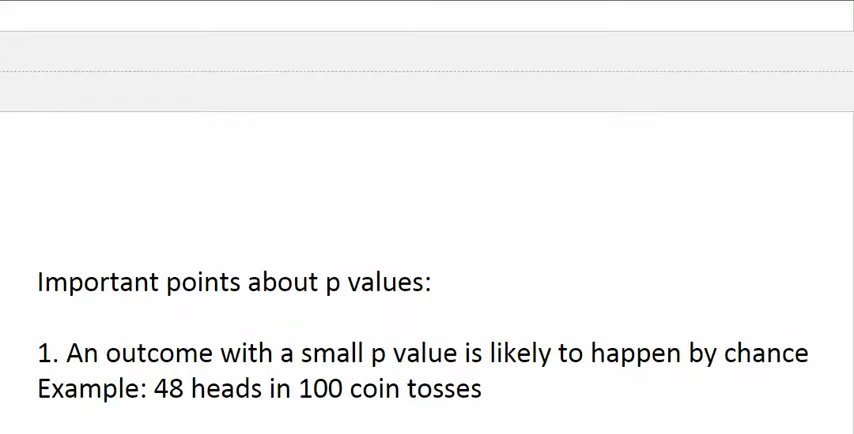 Important points about p values:
1. An outcome with a small p value is likely to happen by chance
Example: 48 heads in 100 coin tosses